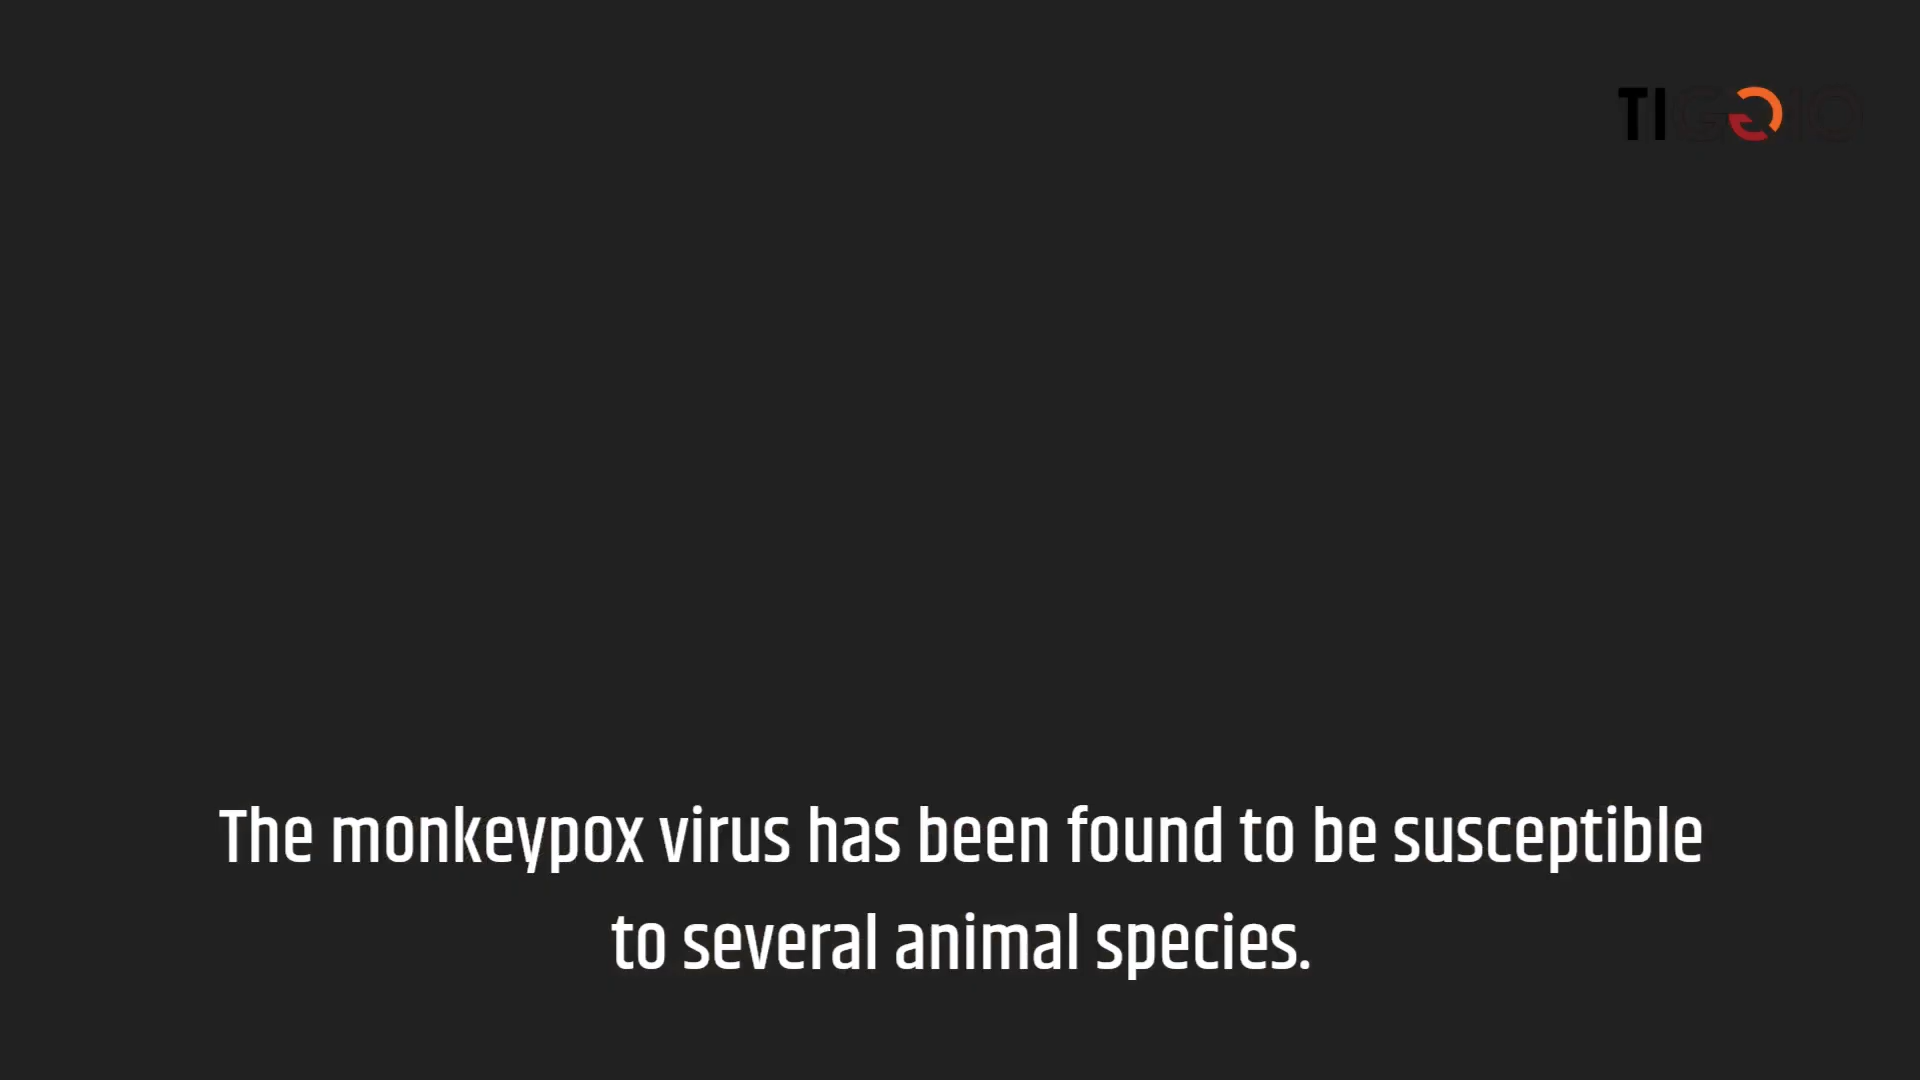 TI
The monkeypox virus has been found to be susceptible
to several animal species.